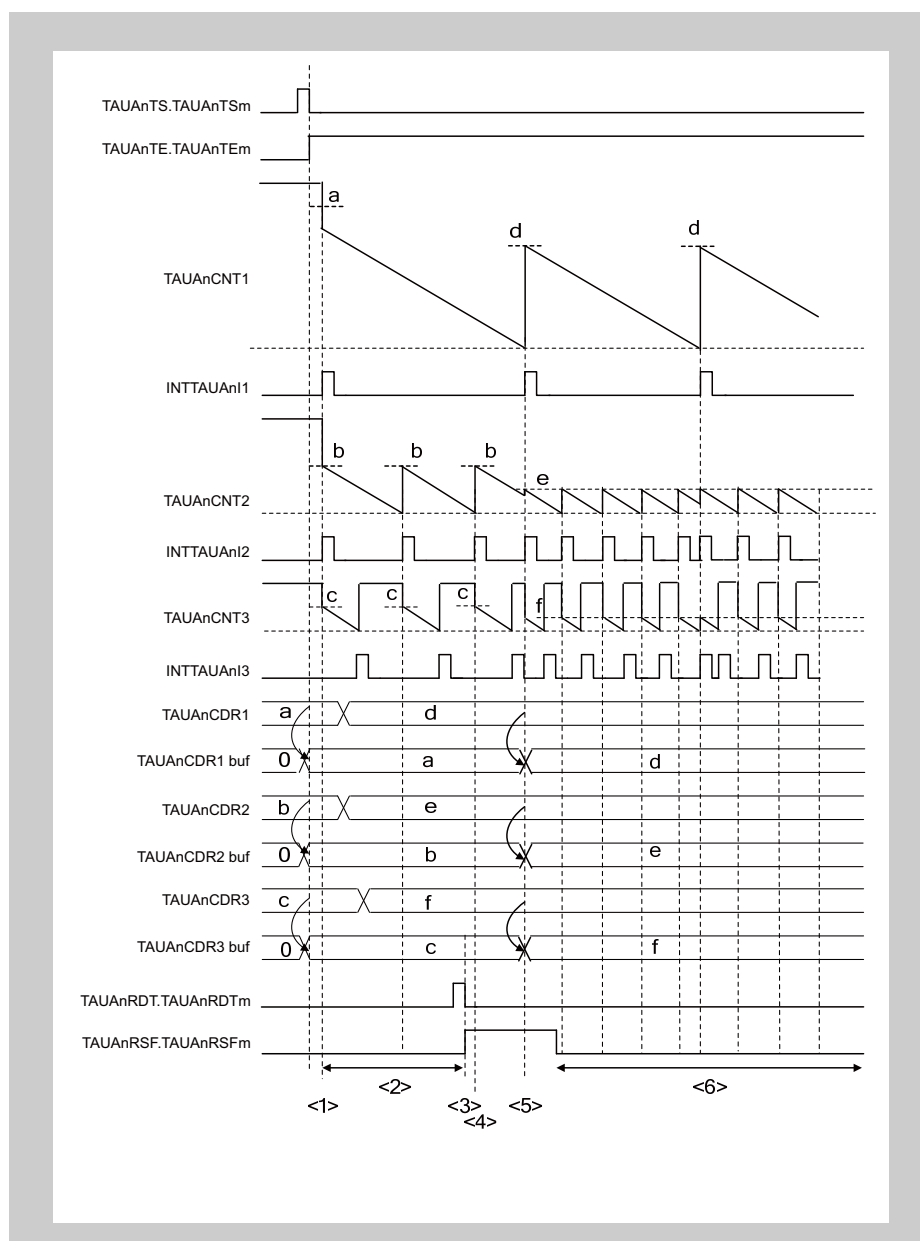 TAUAnTS.TAUAnTSm
TAUAnTE.TAUAnTEm
a
d
d
TAUAnCNT1
INTTAUAnI1
b
b
b
e
TAUAnCNT2
INTTAUAnI2
c
c
c
f
TAUAnCNT3
INTTAUAnI3
TAUAnCDR1
a
d
TAUAnCDR1 buf
0
a
d
TAUAnCDR2
b
e
TAUAnCDR2 buf
0
b
e
TAUAnCDR3
c
f
TAUAnCDR3 buf
0
c
f
TAUAnRDT.TAUAnRDTm
TAUAnRSF.TAUAnRSFm
<2>
<6>
<1>
<3>
<5>
<4>